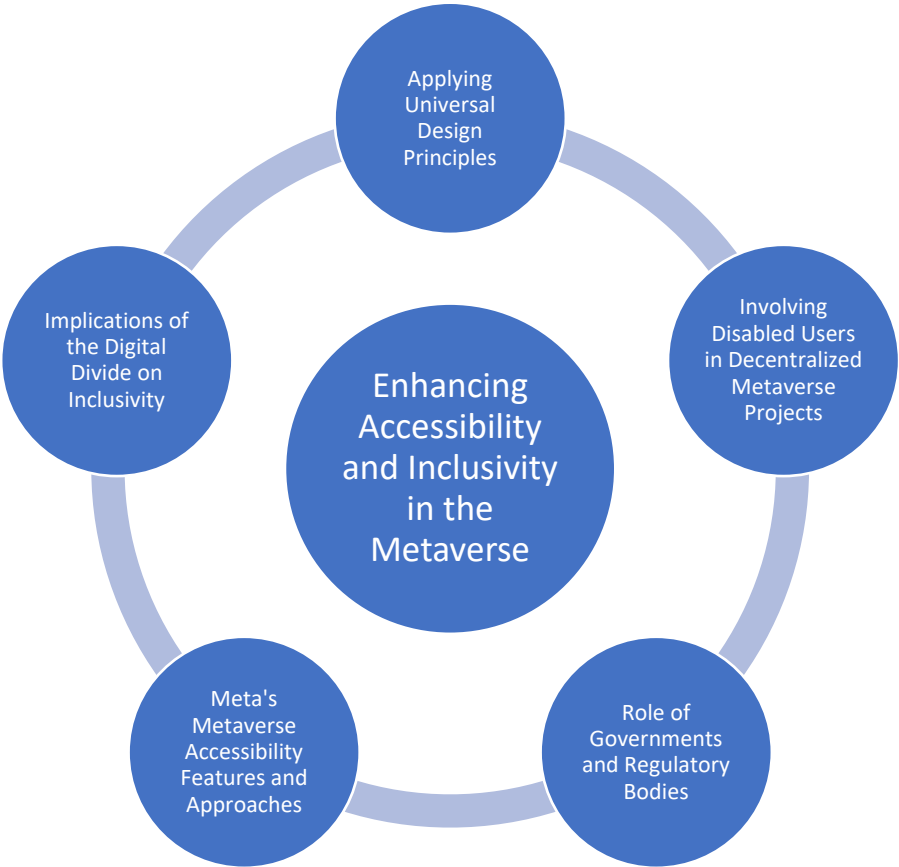 Applying
Universal
Design
Principles
Involving
Disabled Users
in Decentralized
Metaverse
Projects
Role of
Governments
and Regulatory
Bodies
Meta's
Metaverse
Accessibility
Features and
Approaches
Implications of
the Digital
Divide on
Inclusivity
Enhancing
Accessibility
and Inclusivity
in the
Metaverse